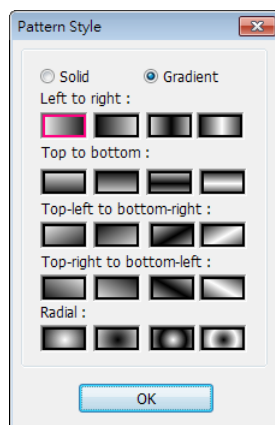 Pattern Style
Solid Gradient
Left to right :
Top to bottom :
Top-left to bottom-right :
Top-right to bottom-left :
Radial :
OK